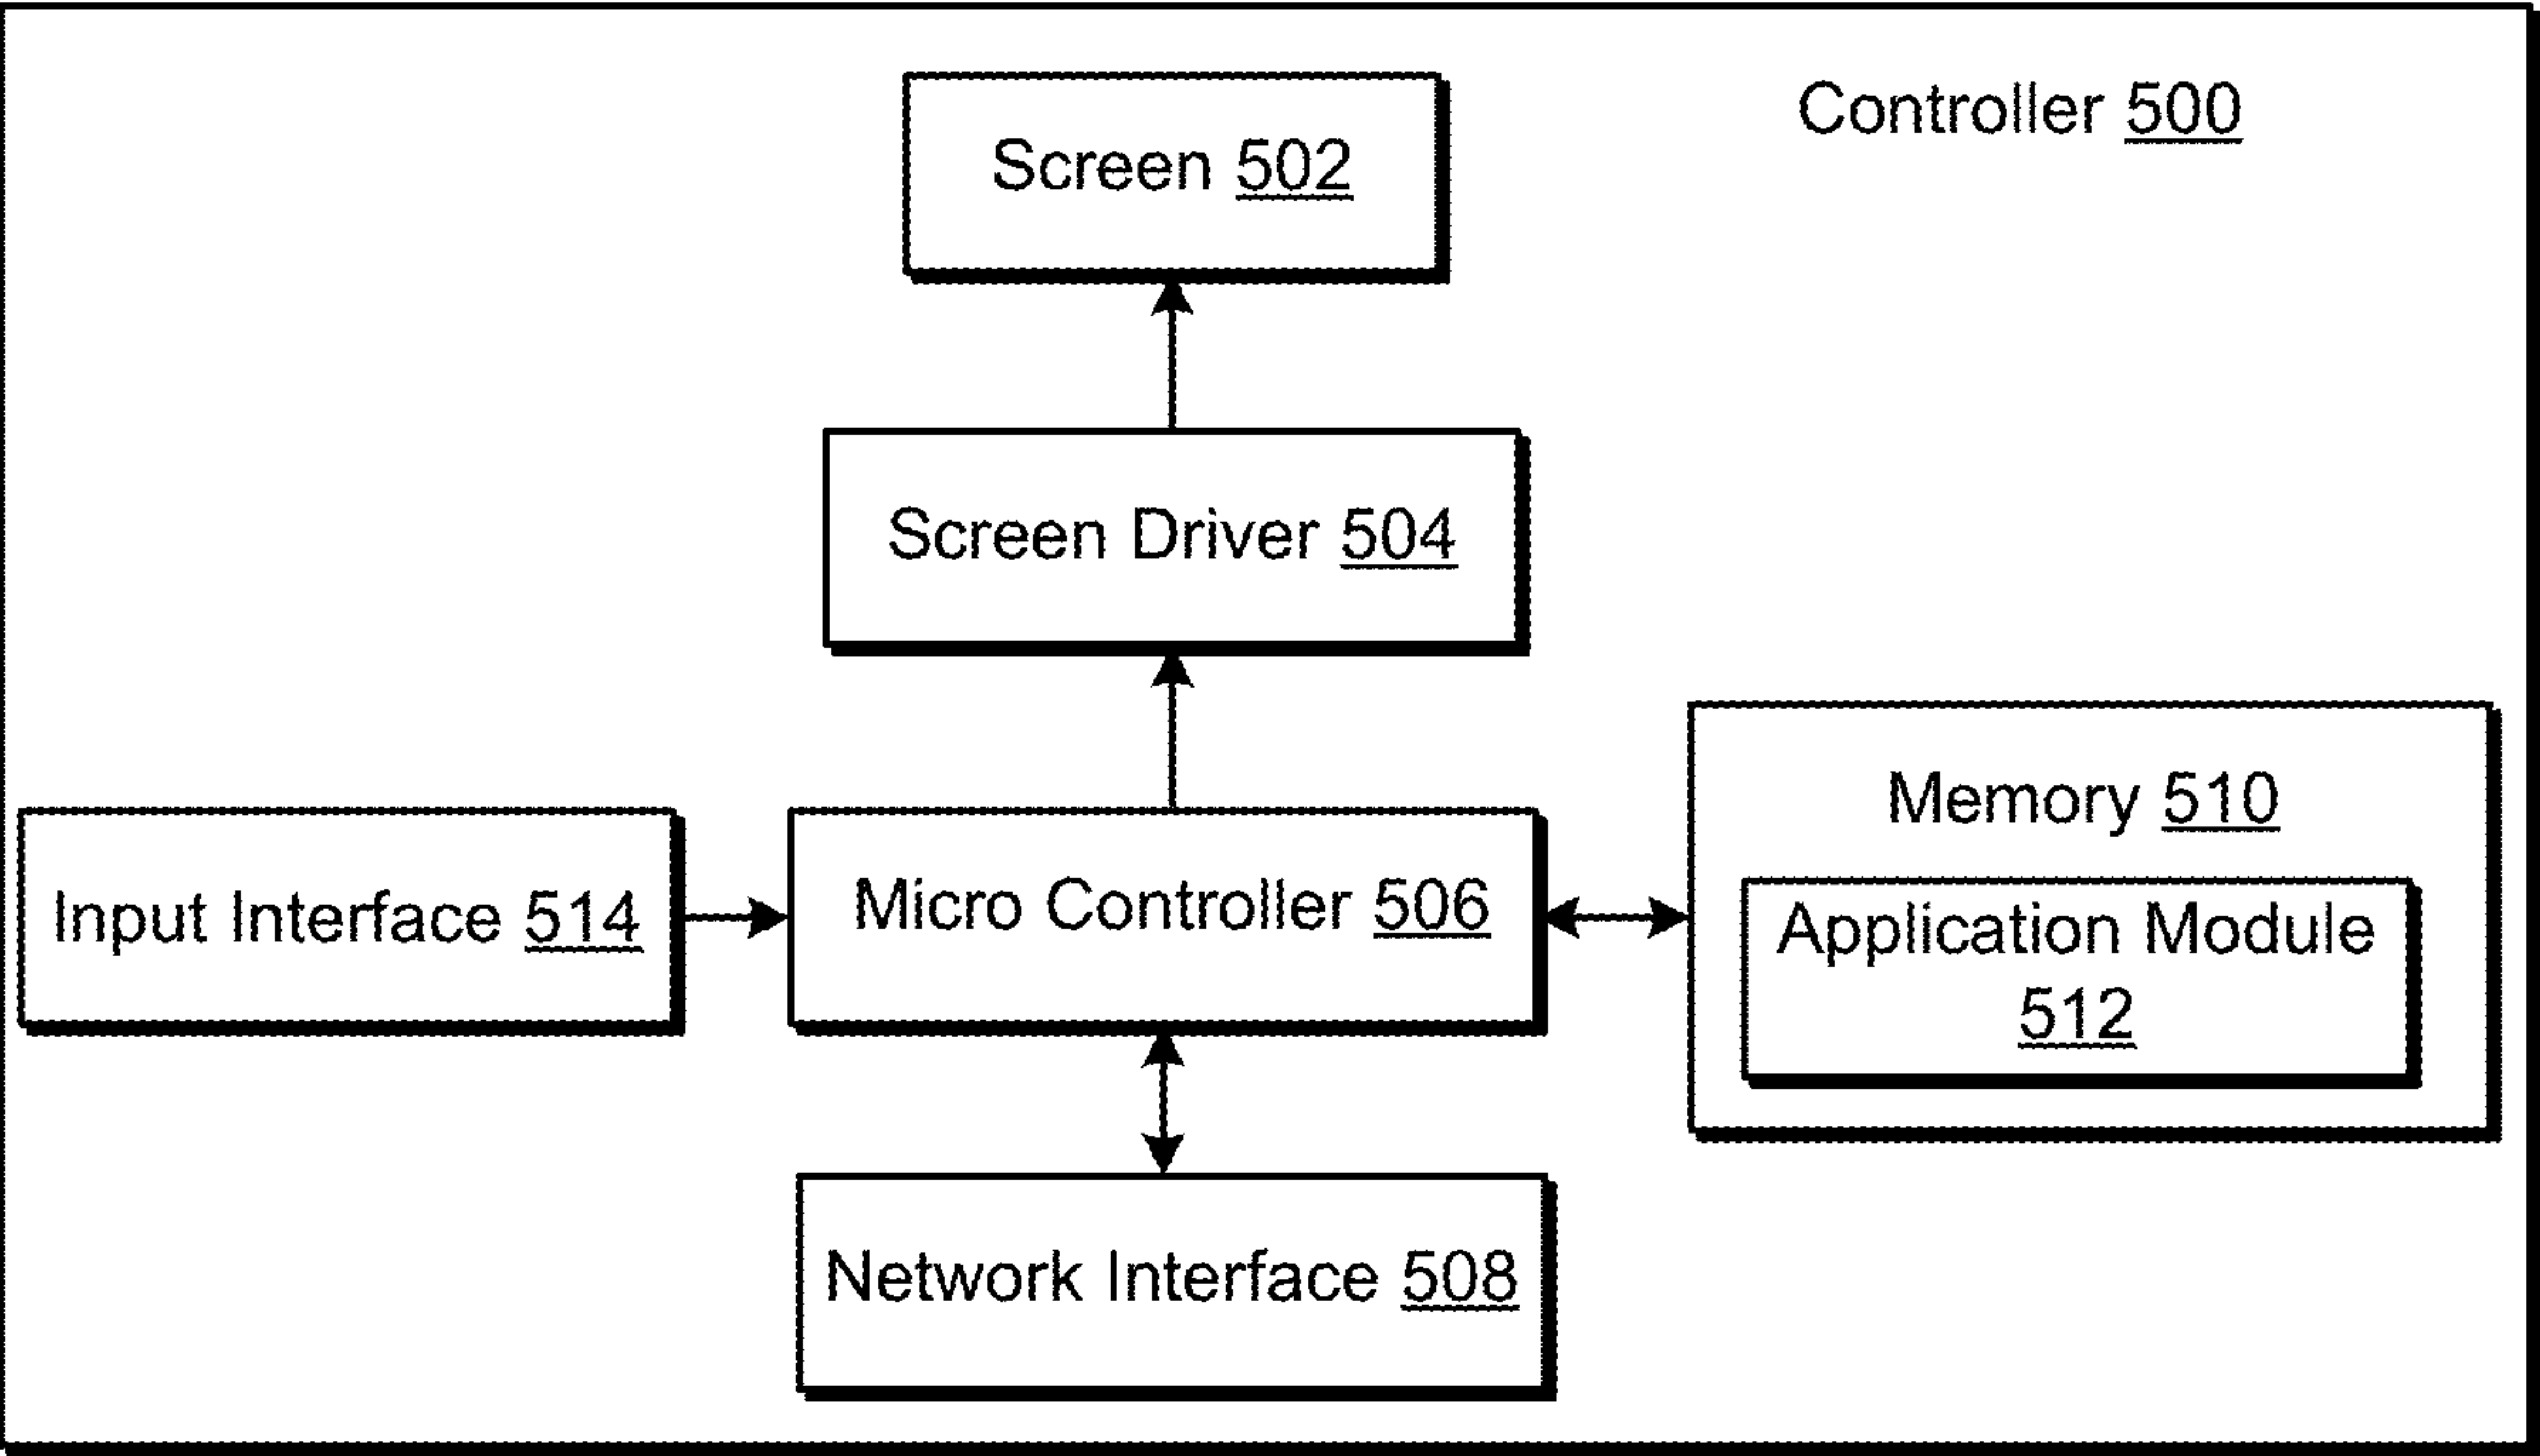 Controller 500
Screen 502
Screen Driver 504
Memory 510
Input Interface 514
Micro Controller 506
Application Module
512
Network Interface 508